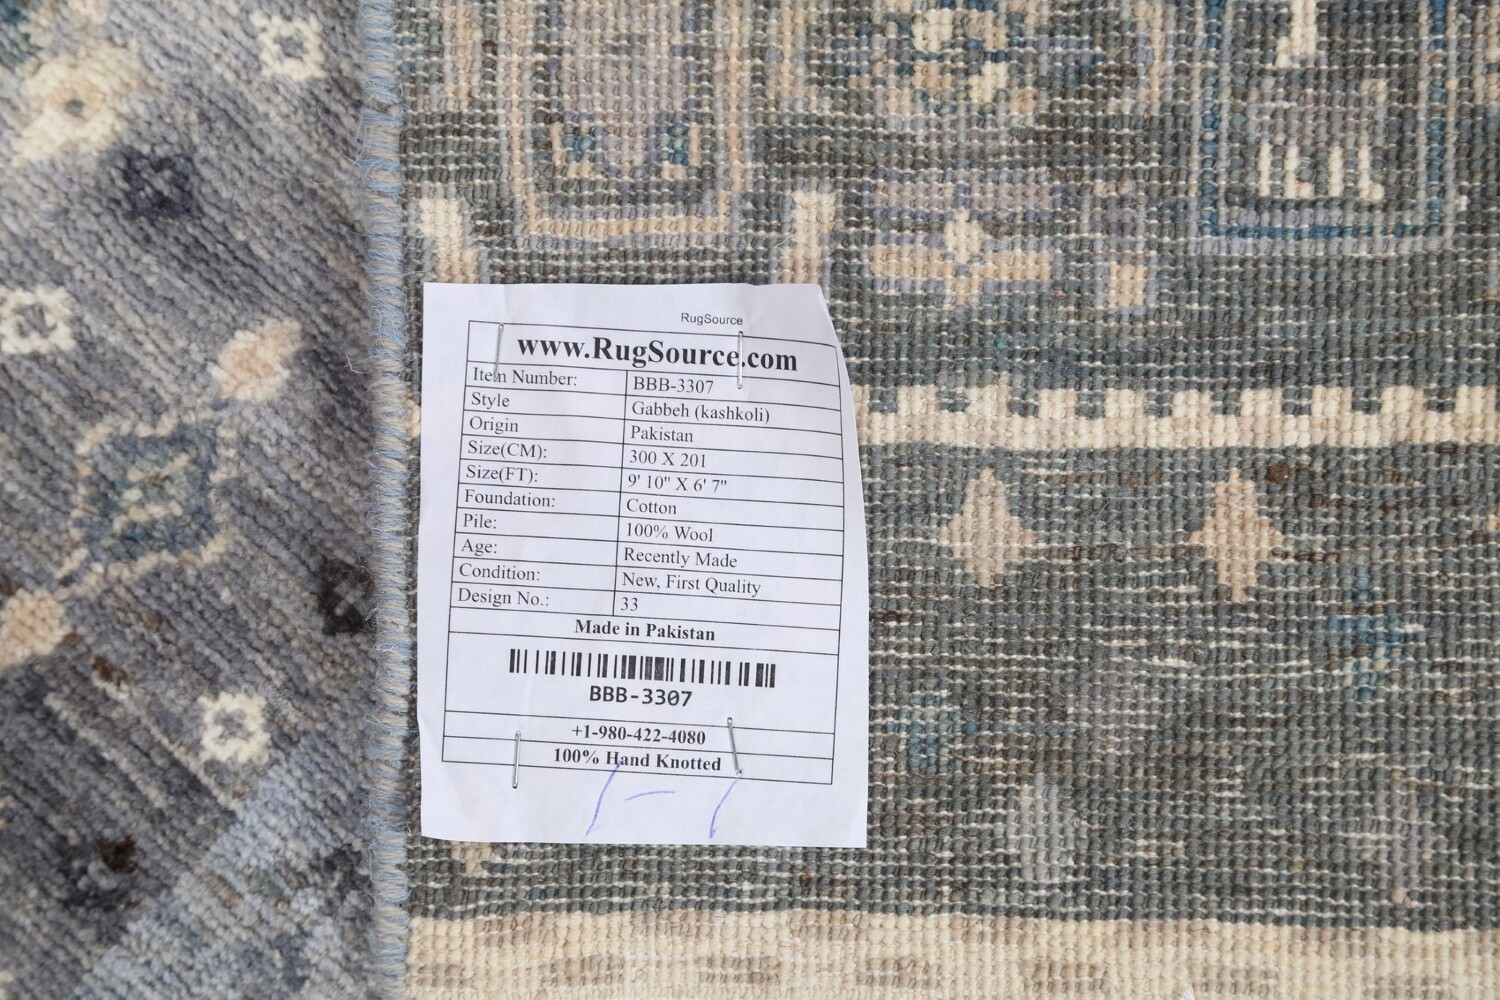 RugSource
www.RugSource.com
Item Number: BBB-3307
Style Gabbeh (kashkoli)
Origin Pakistan
Size(CM): 300 X 201
Size(FT): 9' 10" X 6' 7"
Foundation: Cotton
Pile: 100% Wool
Age: Recently Made
Condition: New, First Quality
Design No.: 33
Made in Pakistan
BBB-3307
+1-980-422-4080
100% Hand Knotted
1-1